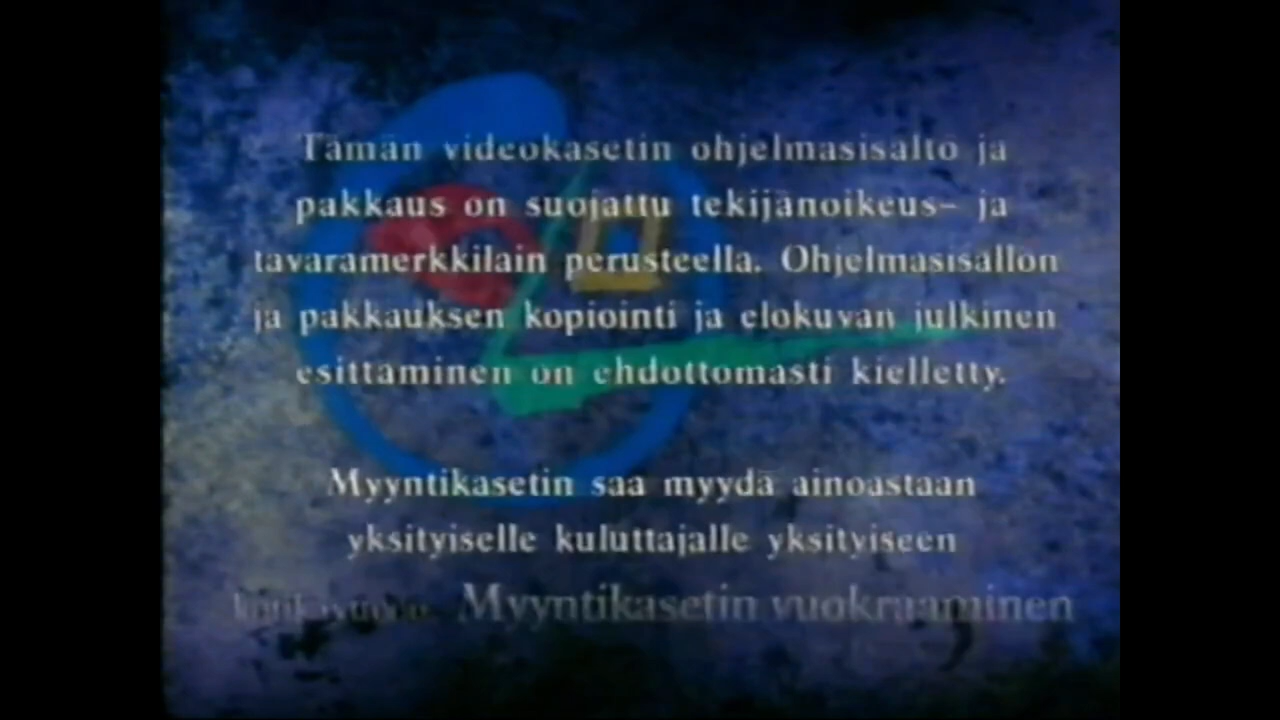 Tämän videokasetin ohjelmasisältö ja
pakkaus on suojattu tekijänoikeus- ja
tavaramerkkilain perusteella. Ohjelmasisällön
ja pakkauksen kopiointi ja elokuvan julkinen
esittäminen on ehdottomasti kielletty.
Myyntikasetin saa myydä ainoastaan
yksityiselle kuluttajalle yksityiseen
Myyntikasetin vuokraaminen